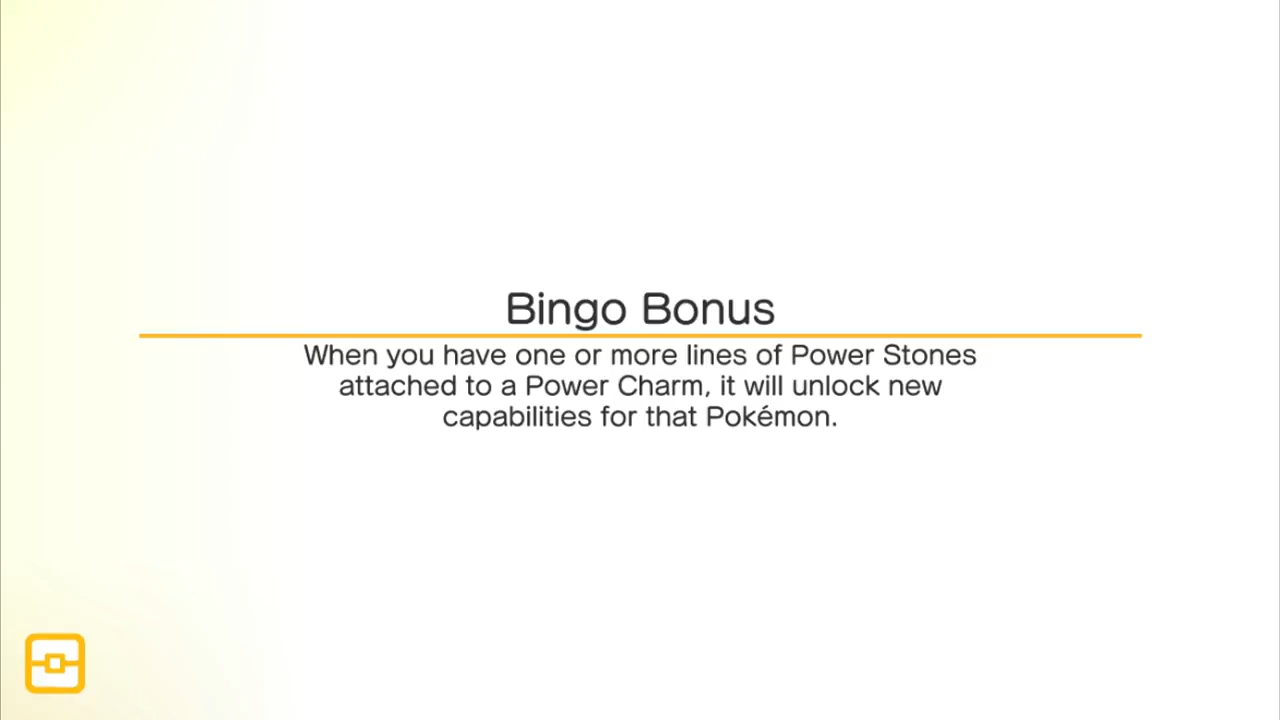 Bingo Bonus
When you have one or more lines of Power Stones
attached to a Power Charm, it will unlock new
capabilities for that Pokémon.